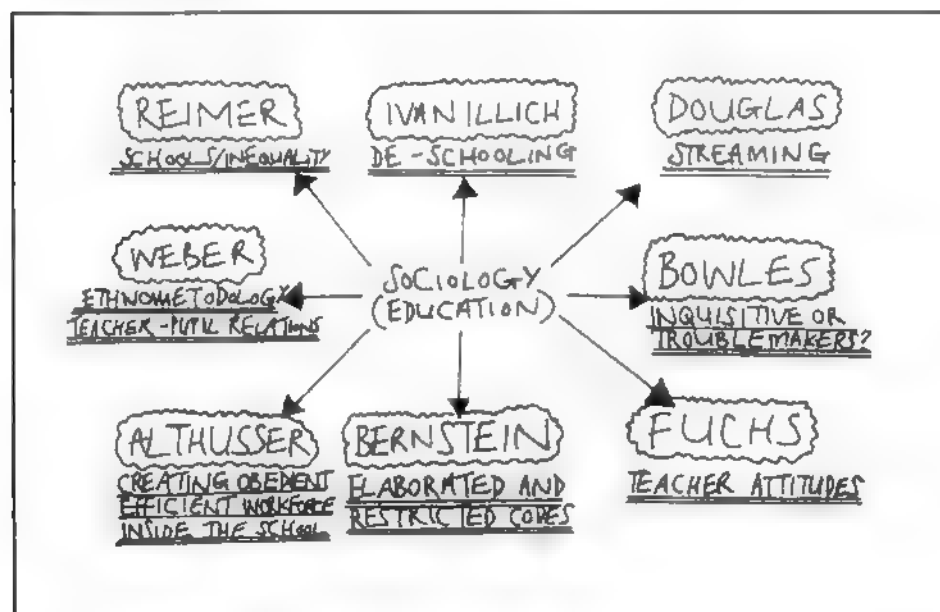 REIMER
SCHOOLS/INEQUALITY
IVAN ILLICH
DE-SCHOOLING
DOUGLAS
STREAMING
WEBER
ETHNOMETODOLOGY
TEACHER-PUPIL RELATIONS
SOCIOLOGY
(EDUCATION)
BOWLES
INQUISITIVE OR
TROUBLEMAKERS?
ALTHUSSER
CREATING OBEDIENT
EFFICIENT WORKFORCE
INSIDE THE SCHOOL
BERNSTEIN
ELABORATED AND
RESTRICTED CODES
FUCHS
TEACHER ATTITUDES